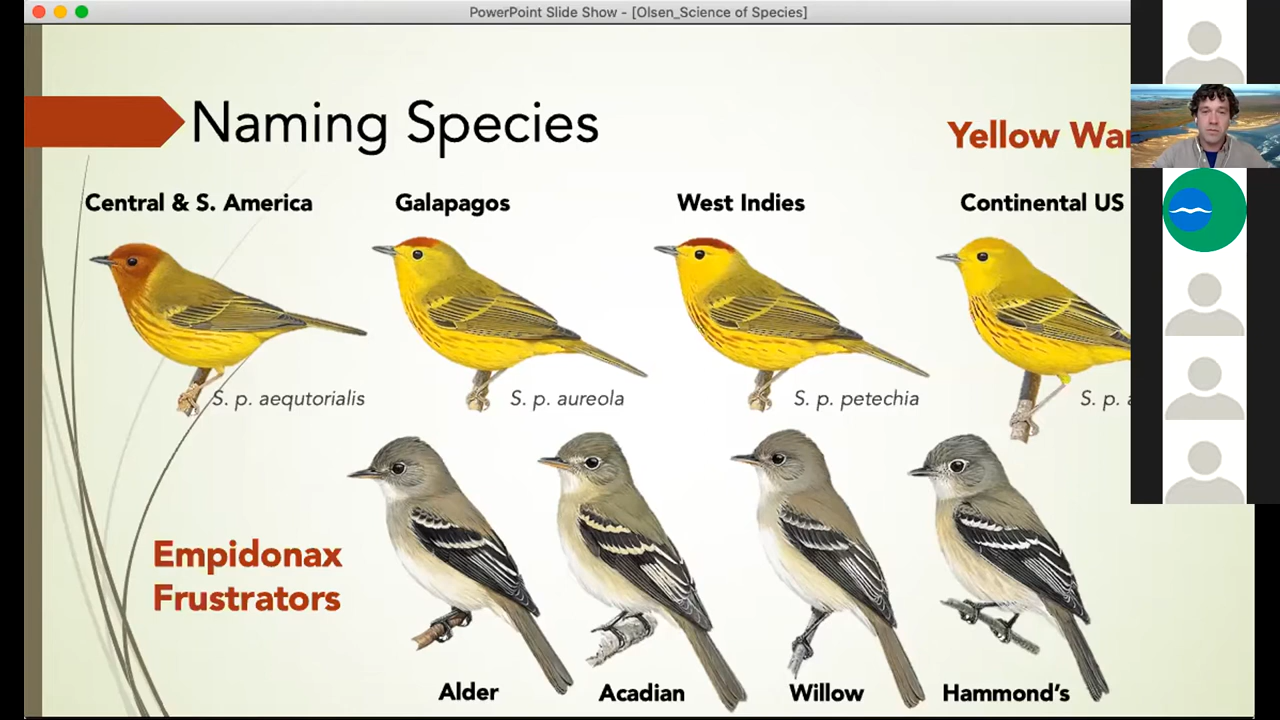 PowerPoint Slide Show - [Olsen_Science of Species]
Naming Species
Yellow
Central & S. America
Galapagos
West Indies
Continental US
S. p. aequtorialis
S. p. aureola
S. p. petechia
S. p.
Empidonax
Frustrators
Alder
Acadian
Willow
Hammond's